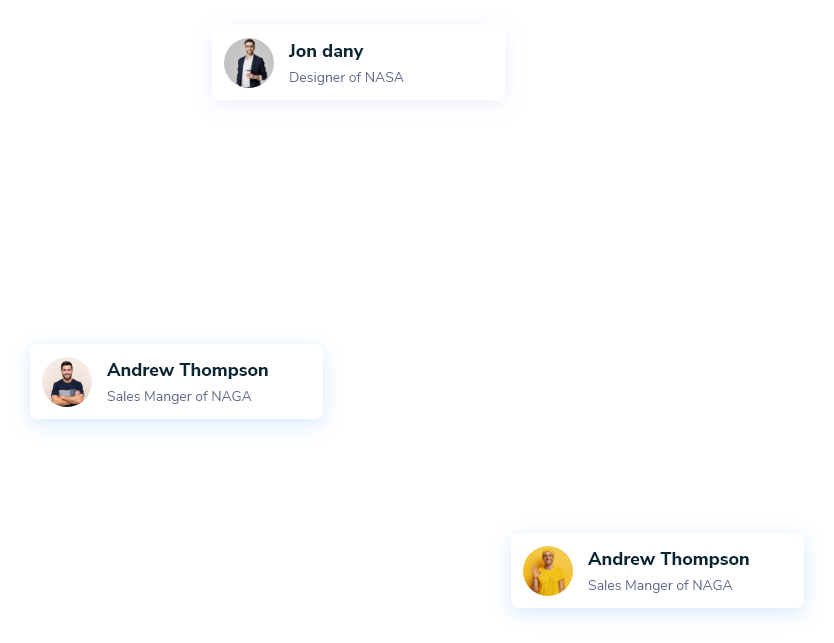 Jon dany
Designer of NASA
Andrew Thompson
Sales Manger of NAGA
Andrew Thompson
Sales Manger of NAGA